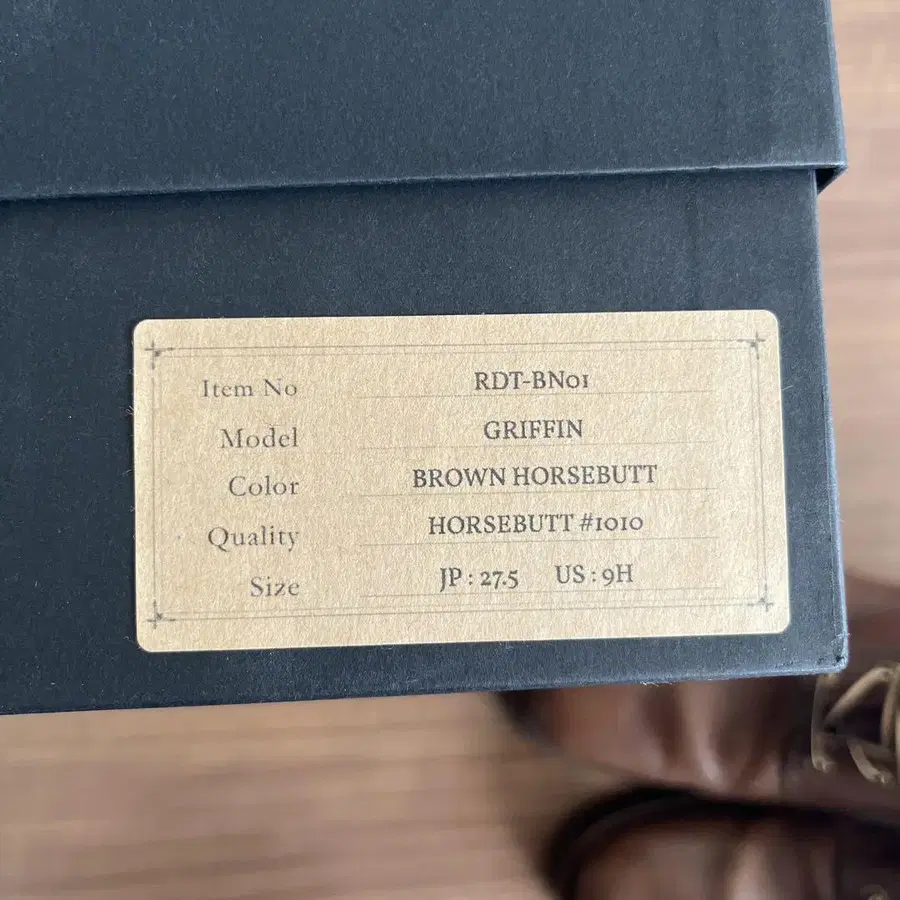 Item No RDT-BN01
Model GRIFFIN
Color BROWN HORSEBUTT
Quality HORSEBUTT #1010
Size JP : 27.5 US : 9H